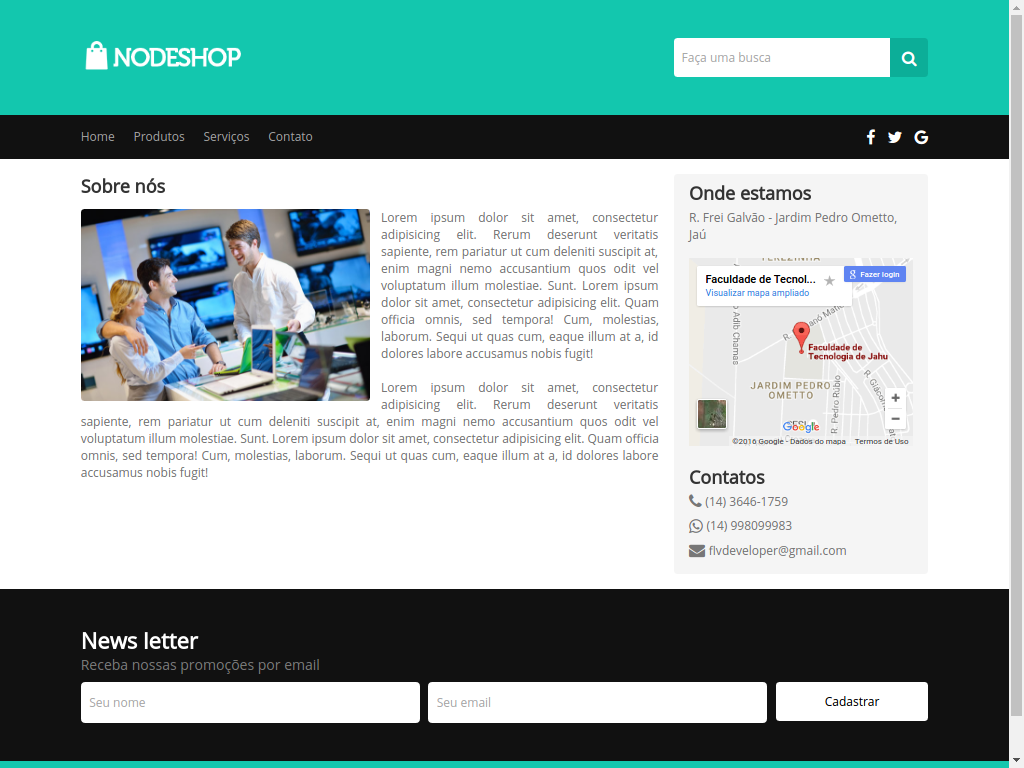 NODESHOP
Faça uma busca
Home Produtos Serviços Contato
Sobre nós
Lorem ipsum dolor sit amet, consectetur
adipisicing elit. Rerum deserunt veritatis
sapiente, rem pariatur ut cum deleniti suscipit at,
enim magni nemo accusantium quos odit vel
voluptatum illum molestiae. Sunt. Lorem ipsum
dolor sit amet, consectetur adipisicing elit. Quam
officia omnis, sed tempora! Cum, molestias,
laborum. Sequi ut quas cum, eaque illum at a, id
dolores labore accusamus nobis fugit!
Lorem ipsum dolor sit amet, consectetur
adipisicing elit. Rerum deserunt veritatis
sapiente, rem pariatur ut cum deleniti suscipit at, enim magni nemo accusantium quos odit vel
voluptatum illum molestiae. Sunt. Lorem ipsum dolor sit amet, consectetur adipisicing elit. Quam officia
omnis, sed tempora! Cum, molestias, laborum. Sequi ut quas cum, eaque illum at a, id dolores labore
accusamus nobis fugit!
Onde estamos
R. Frei Galvão - Jardim Pedro Ometto,
Jaú
Faculdade de Tecnol...
Visualizar mapa ampliado
Fazer login
R. Adib Chamas
Faculdade de
Tecnologia de Jahu
JARDIM PEDRO
OMETTO
R. Pedro Rubio
Google
©2016 Google - Dados do mapa Termos de Uso
Contatos
(14) 3646-1759
(14) 998099983
flvdeveloper@gmail.com
News letter
Receba nossas promoções por email
Seu nome
Seu email
Cadastrar